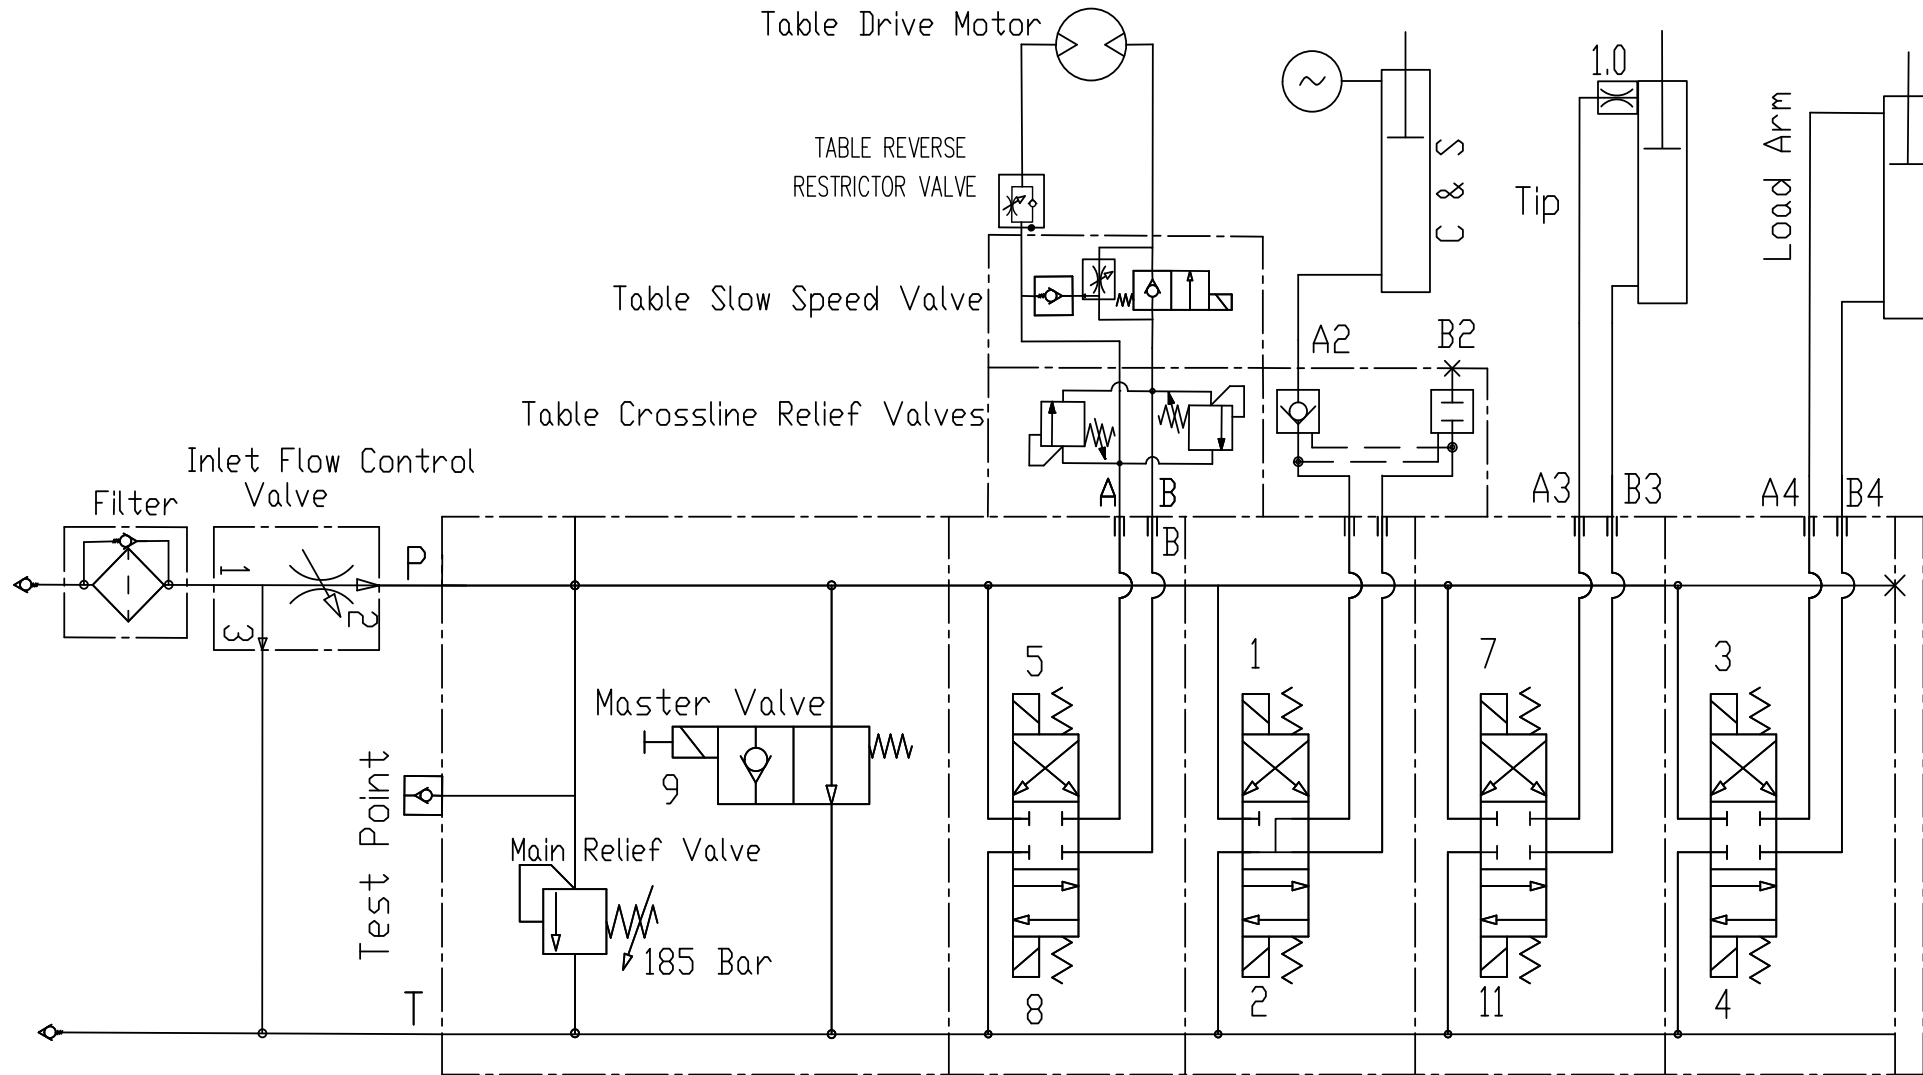 Table Drive Motor
1.0
TABLE REVERSE
RESTRICTOR VALVE
C & S
Tip
Load Arm
Table Slow Speed Valve
A2
B2
Table Crossline Relief Valves
Inlet Flow Control
Valve
Filter
A
B
A3
B3
A4
B4
B
P
1
2
3
5
1
7
3
Master Valve
9
Test Point
Main Relief Valve
185 Bar
T
8
2
11
4